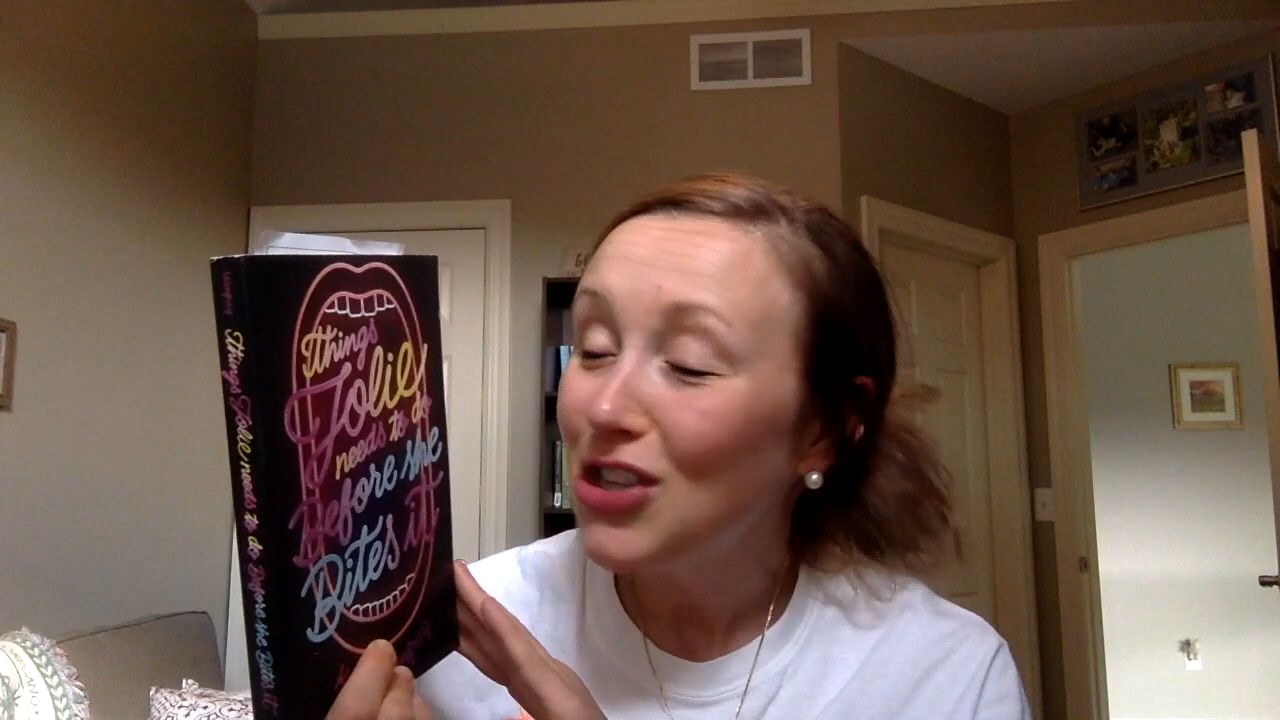 things
Jolie
needs to do
Before she
Bites it
Things Jolie needs to do Before she Bites It